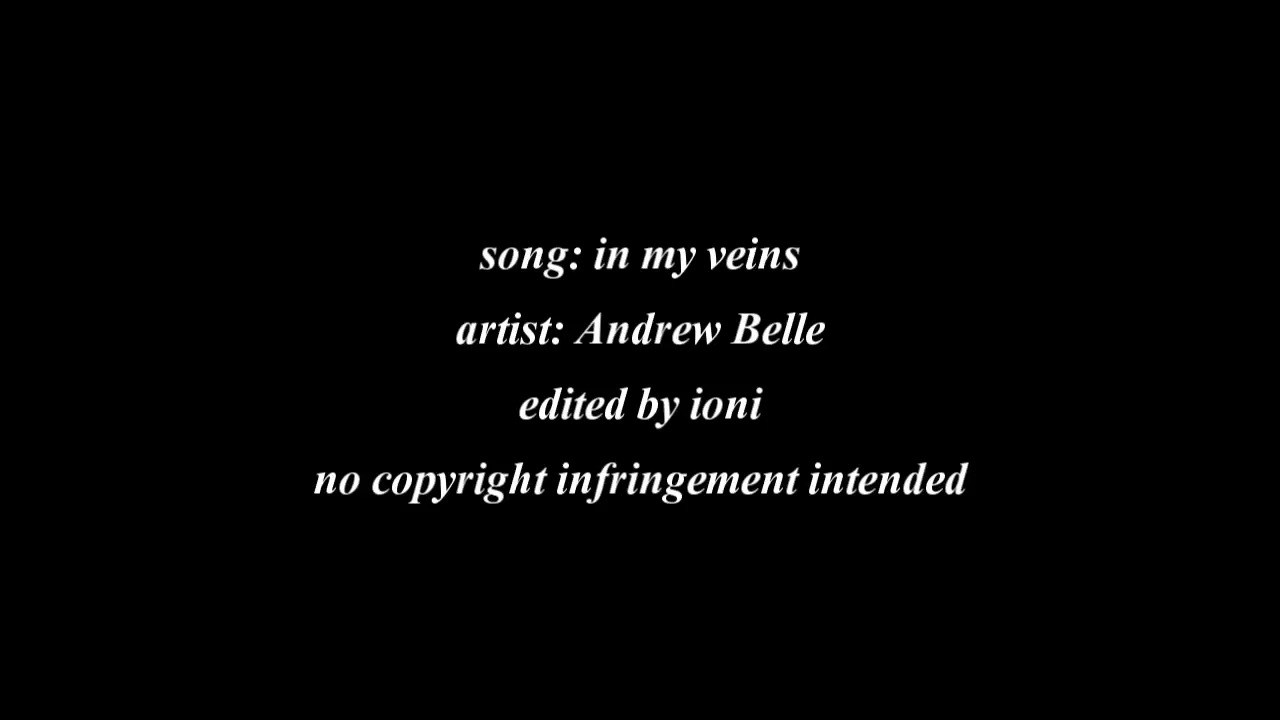 song: in my veins
artist: Andrew Belle
edited by ioni
no copyright infringement intended